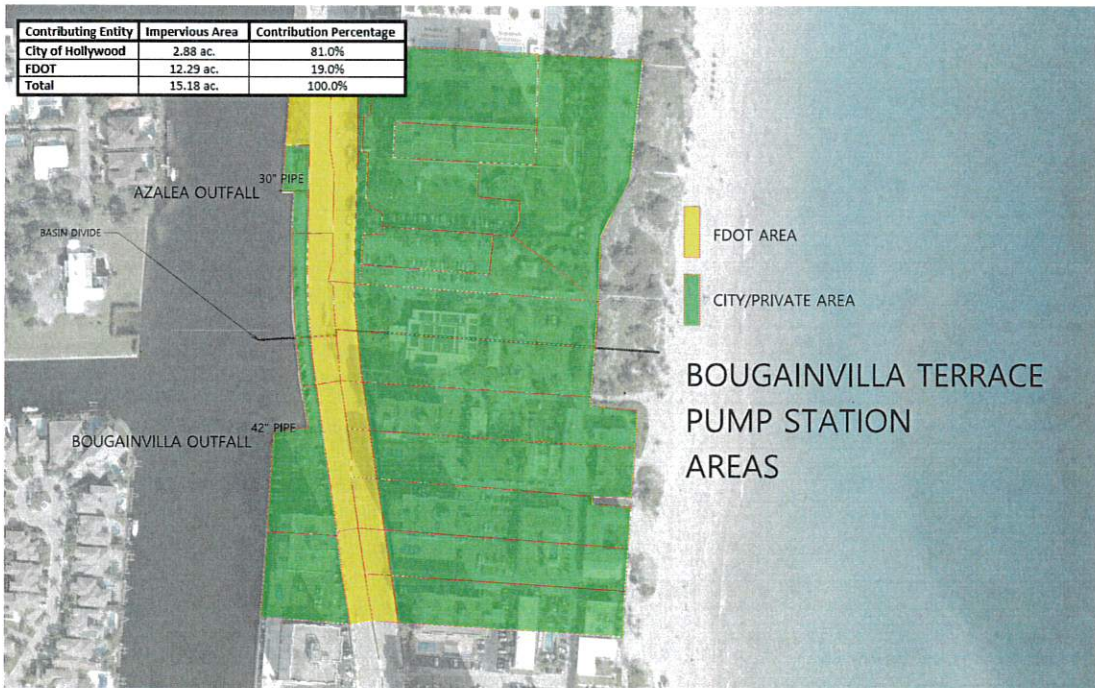 Contributing Entity Impervious Area Contribution Percentage
City of Hollywood 2.88 ac. 81.0%
FDOT 12.29 ac. 19.0%
Total 15.18 ac. 100.0%
30" PIPE
AZALEA OUTFALL
BASIN DIVIDE
FDOT AREA
CITY/PRIVATE AREA
BOUGAINVILLA TERRACE
PUMP STATION
AREAS
42" PIPE
BOUGAINVILLA OUTFALL